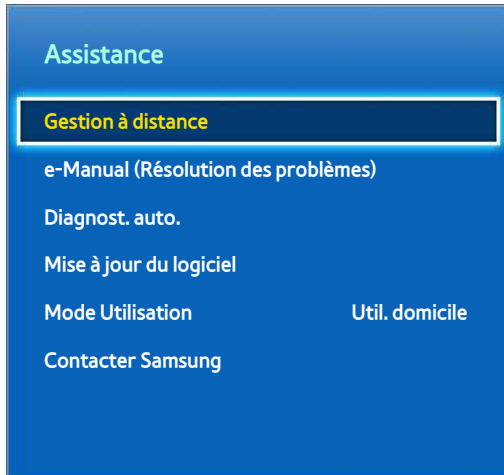 Assistance
Gestion à distance
e-Manual (Résolution des problèmes)
Diagnost. auto.
Mise à jour du logiciel
Mode Utilisation Util. domicile
Contacter Samsung